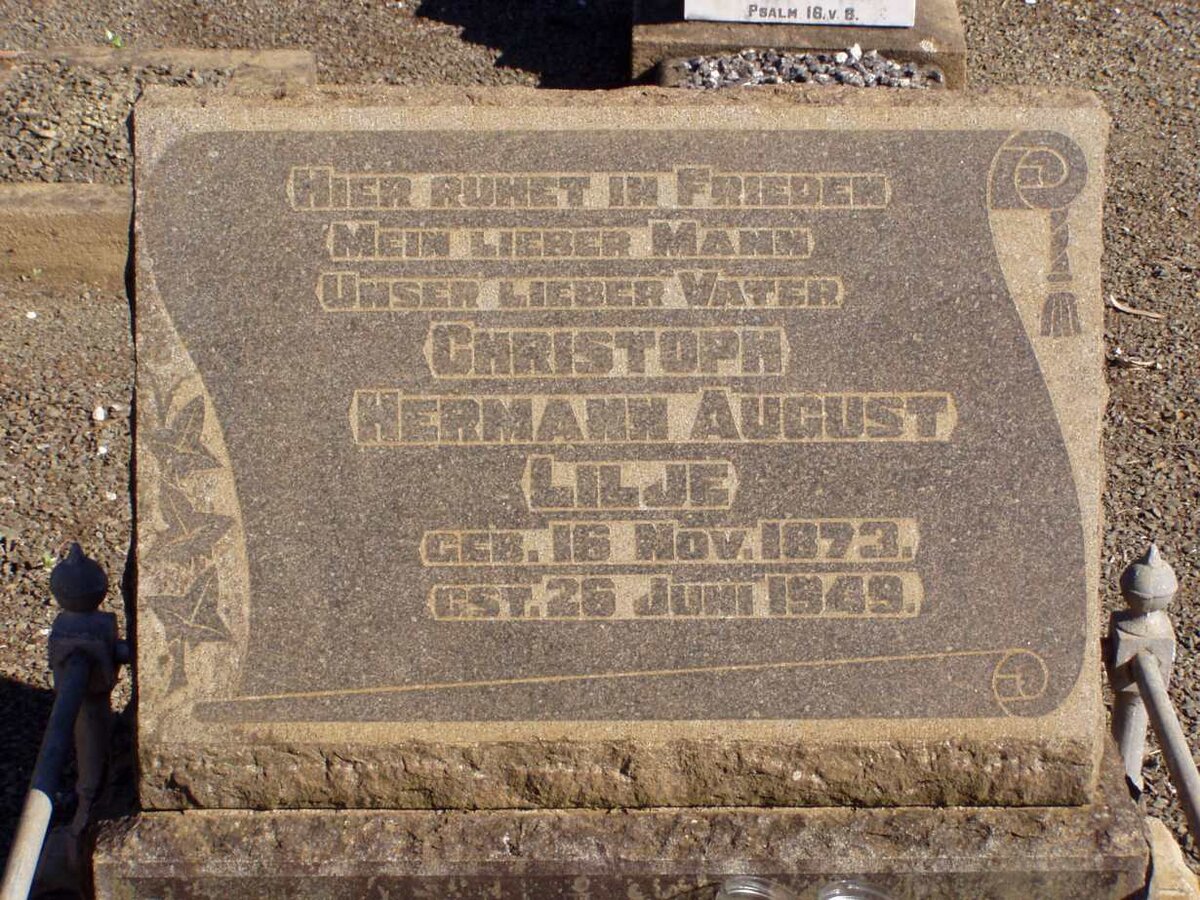 PSALM 16. V 8.
HIER RUHET IN FRIEDEN
MEIN LIEBER MANN
UNSER LIEBER VATER
CHRISTOPH
HERMANN AUGUST
LILJE
GEB. 16 NOV. 1873.
GST. 26 JUNI 1949.